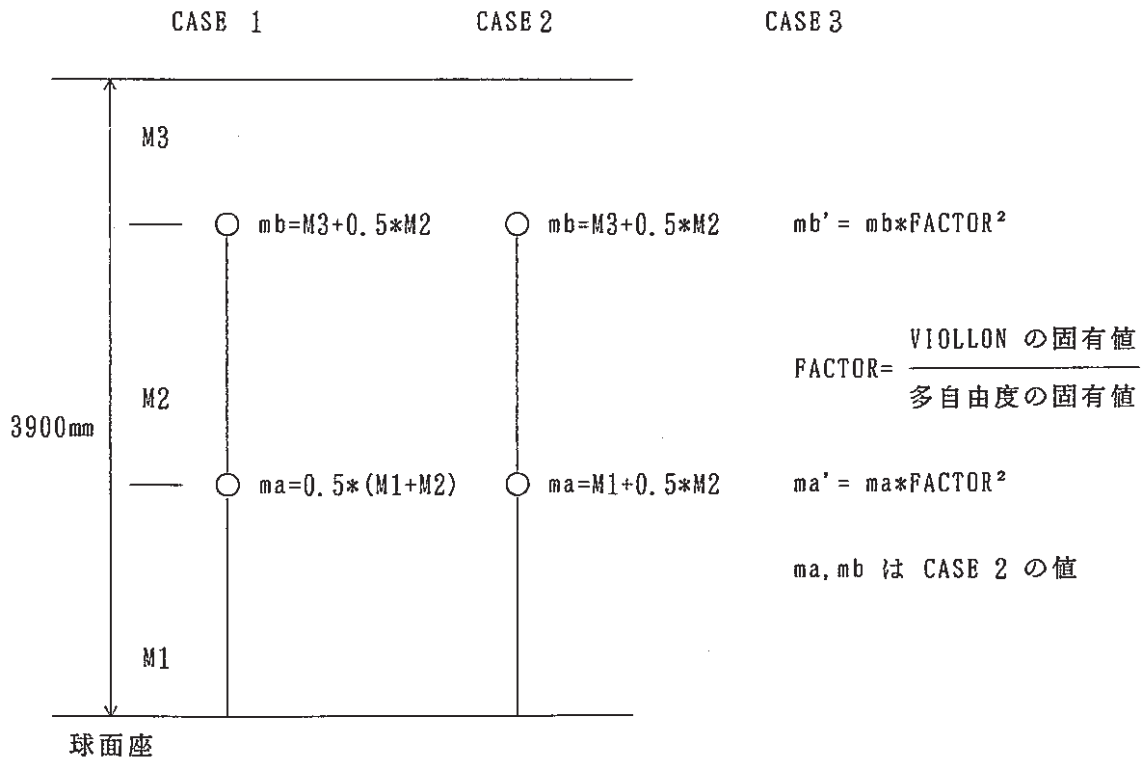 CASE 1
CASE 2
CASE 3
M3
mb=M3+0.5*M2
mb=M3+0.5*M2
mb'= mb*FACTOR²
VIOLLON の固有値
FACTOR=
多自由度の固有値
M2
3900mm
ma=0.5*(M1+M2)
ma=M1+0.5*M2
ma'= ma*FACTOR²
ma,mb は CASE 2 の値
M1
球面座